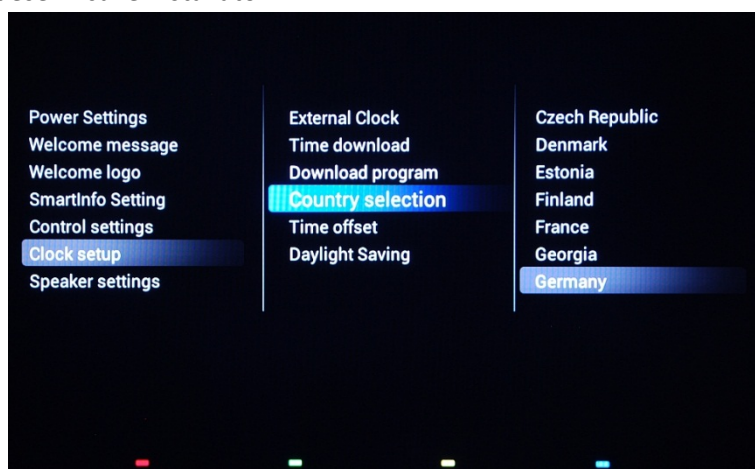 Power Settings
Welcome message
Welcome logo
SmartInfo Setting
Control settings
Clock setup
Speaker settings
External Clock
Time download
Download program
Country selection
Time offset
Daylight Saving
Czech Republic
Denmark
Estonia
Finland
France
Georgia
Germany